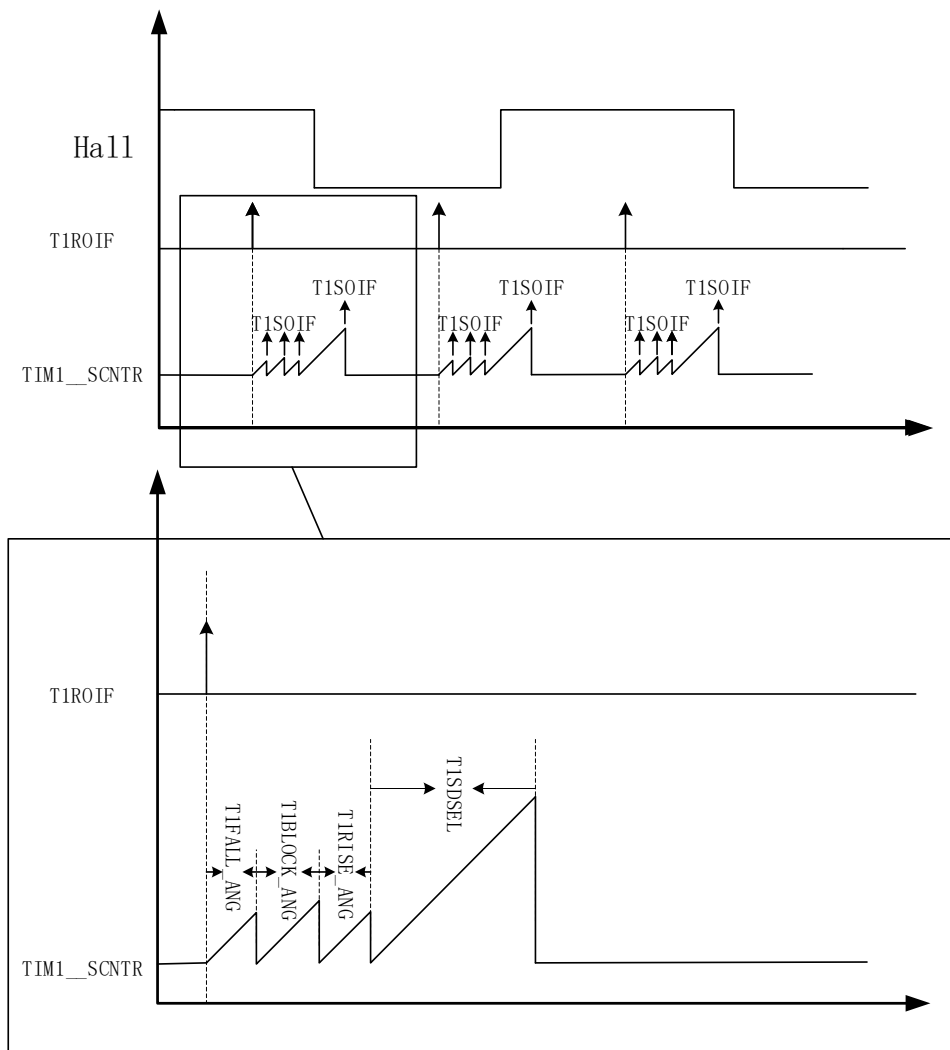 Hall
T1ROIF
T1SOIF T1SOIF T1SOIF
T1SOIF T1SOIF T1SOIF
TIM1__SCNTR
T1ROIF
T1FALL_ANG
T1BLOCK_ANG
T1RISE_ANG
T1SDSEL
TIM1__SCNTR